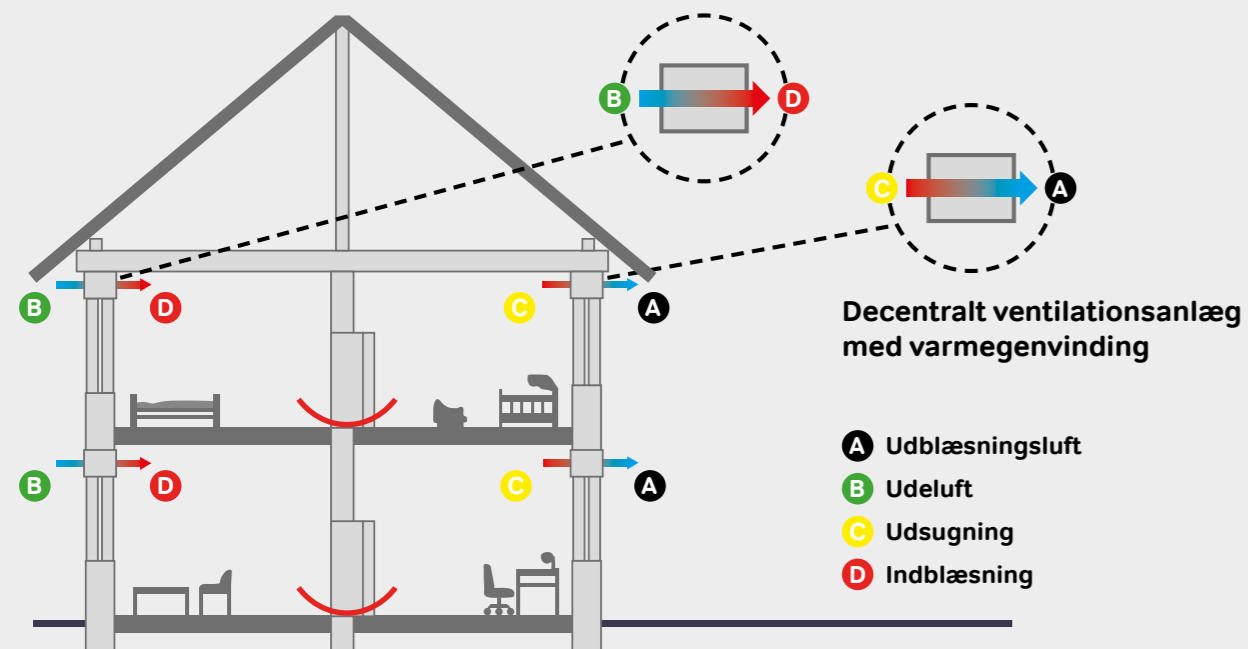 B
D
C
A
B
D
C
A
Decentralt ventilationsanlæg
med varmegenvinding
B
D
C
A
A Udblæsningsluft
B Udeluft
C Udsugning
D Indblæsning